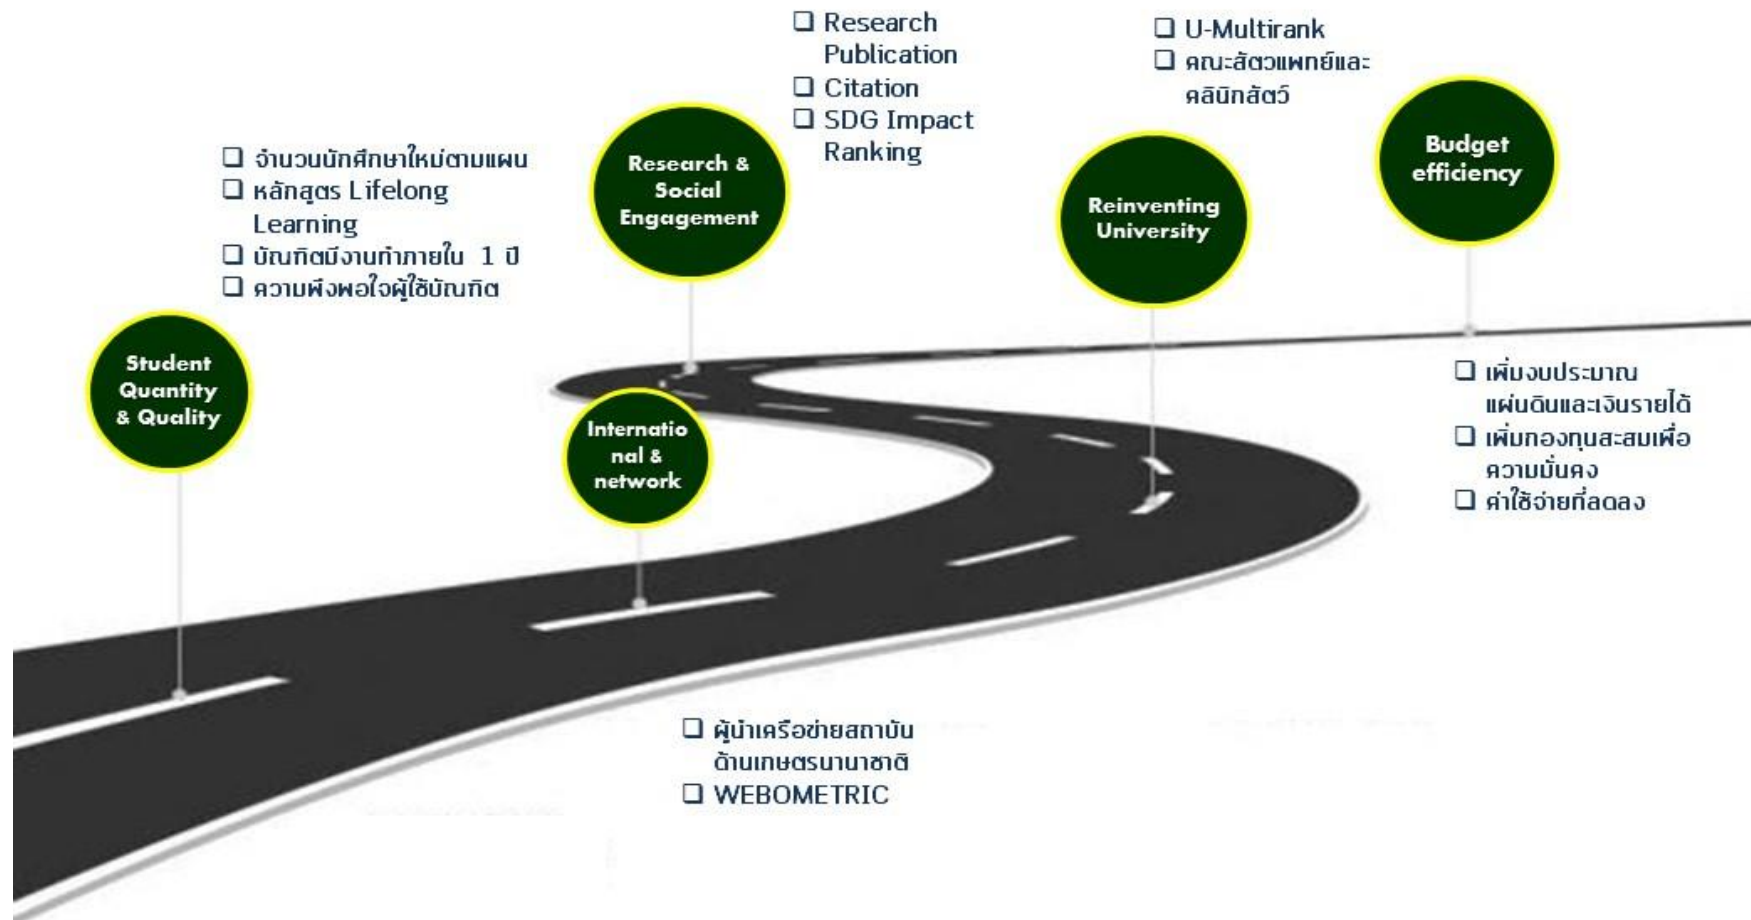 Student
Quantity
& Quality
❑ จำนวนนักศึกษาใหม่ตามแผน
❑ หลักสูตร Lifelong
Learning
❑ บัณฑิตมีงานทำภายใน 1 ปี
❑ ความพึงพอใจผู้ใช้บัณฑิต
Internatio
nal &
network
❑ ผู้นำเครือข่ายสถาบัน
ด้านเกษตรนานาชาติ
❑ WEBOMETRIC
Research &
Social
Engagement
❑ Research
Publication
❑ Citation
❑ SDG Impact
Ranking
Reinventing
University
❑ U-Multirank
❑ คณะสัตวแพทย์และ
คลินิกสัตว์
Budget
efficiency
❑ เพิ่มงบประมาณ
แผ่นดินและเงินรายได้
❑ เพิ่มกองทุนสะสมเพื่อ
ความมั่นคง
❑ ค่าใช้จ่ายที่ลดลง